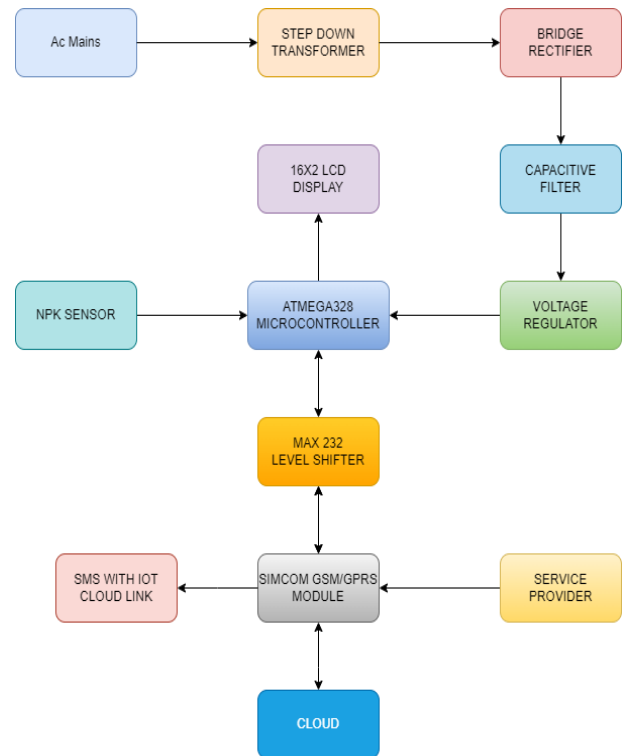 Ac Mains
STEP DOWN
TRANSFORMER
BRIDGE
RECTIFIER
16X2 LCD
DISPLAY
CAPACITIVE
FILTER
NPK SENSOR
ATMEGA328
MICROCONTROLLER
VOLTAGE
REGULATOR
MAX 232
LEVEL SHIFTER
SMS WITH IOT
CLOUD LINK
SIMCOM GSM/GPRS
MODULE
SERVICE
PROVIDER
CLOUD